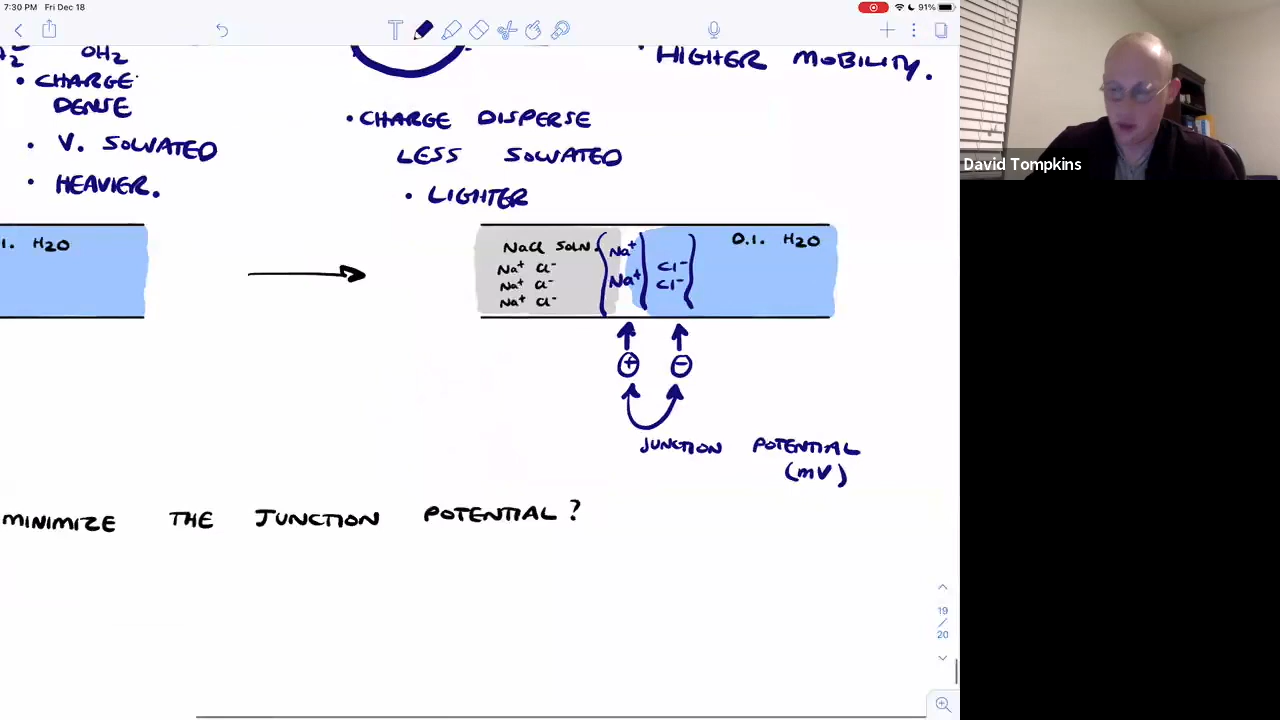 7:30 PM Fri Dec 18
91%
OH2
HIGHER MOBILITY.
• CHARGE
DENSE
• V. SOLVATED
• HEAVIER.
• CHARGE DISPERSE
LESS SOLVATED
• LIGHTER
David Tompkins
H2O
NaCl SOLN.
Na+ Cl-
Na+ Cl-
Na+ Cl-
Na+
Na+
Cl-
Cl-
D.I. H2O
+
-
JUNCTION POTENTIAL
(mV)
MINIMIZE THE JUNCTION POTENTIAL?
19
/
20